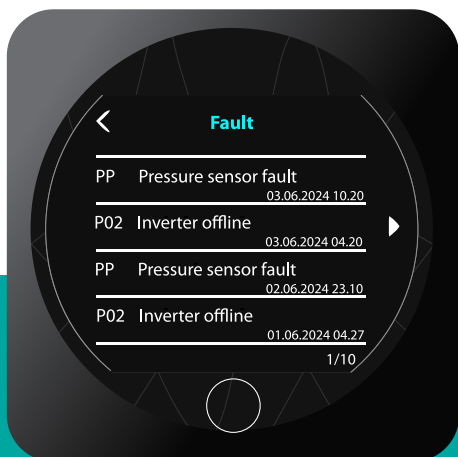 Fault
PP Pressure sensor fault
03.06.2024 10.20
P02 Inverter offline
03.06.2024 04.20
PP Pressure sensor fault
02.06.2024 23.10
P02 Inverter offline
01.06.2024 04.27
1/10